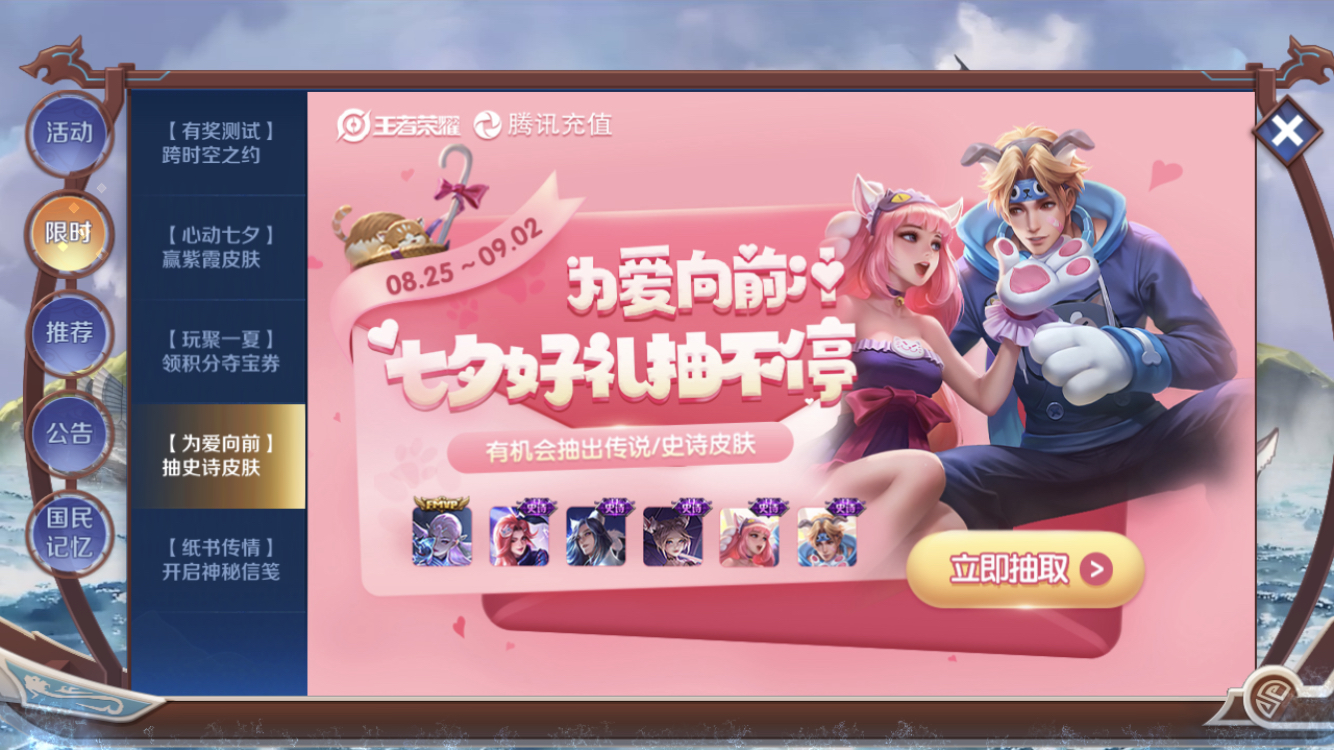 活动
限时
推荐
公告
国民
记忆
【有奖测试】
跨时空之约
【心动七夕】
赢紫霞皮肤
【玩聚一夏】
领积分夺宝券
【为爱向前】
抽史诗皮肤
【纸书传情】
开启神秘信笺
王者荣耀 腾讯充值
08.25 ~ 09.02
为爱向前冲
七夕好礼抽不停
有机会抽出传说/史诗皮肤
FMVP 史诗 史诗 史诗 史诗 史诗
立即抽取